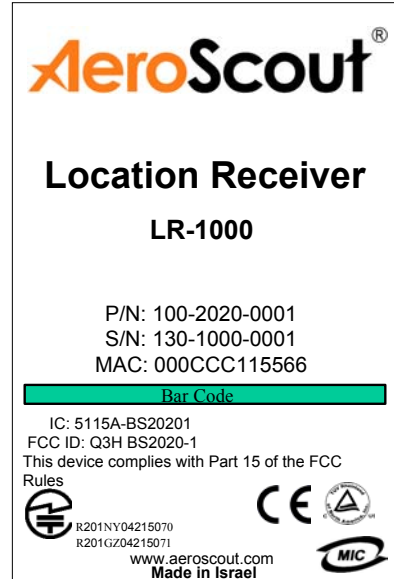 AeroScout®
Location Receiver
LR-1000
P/N: 100-2020-0001
S/N: 130-1000-0001
MAC: 000CCC115566
Bar Code
IC: 5115A-BS20201
FCC ID: Q3H BS2020-1
This device complies with Part 15 of the FCC
Rules
R201NY04215070
R201GZ04215071
CE
www.aeroscout.com
Made in Israel
MIC